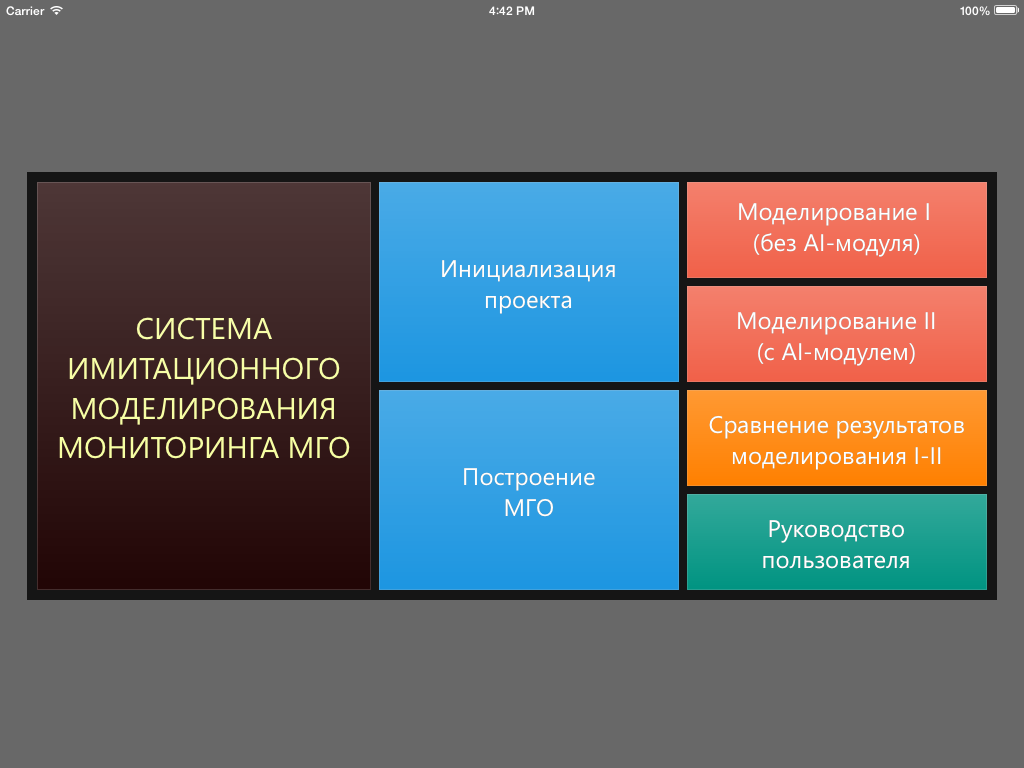 Carrier
4:42 PM
100%
СИСТЕМА
ИМИТАЦИОННОГО
МОДЕЛИРОВАНИЯ
МОНИТОРИНГА МГО
Инициализация
проекта
Построение
МГО
Моделирование I
(без AI-модуля)
Моделирование II
(с AI-модулем)
Сравнение результатов
моделирования I-II
Руководство
пользователя